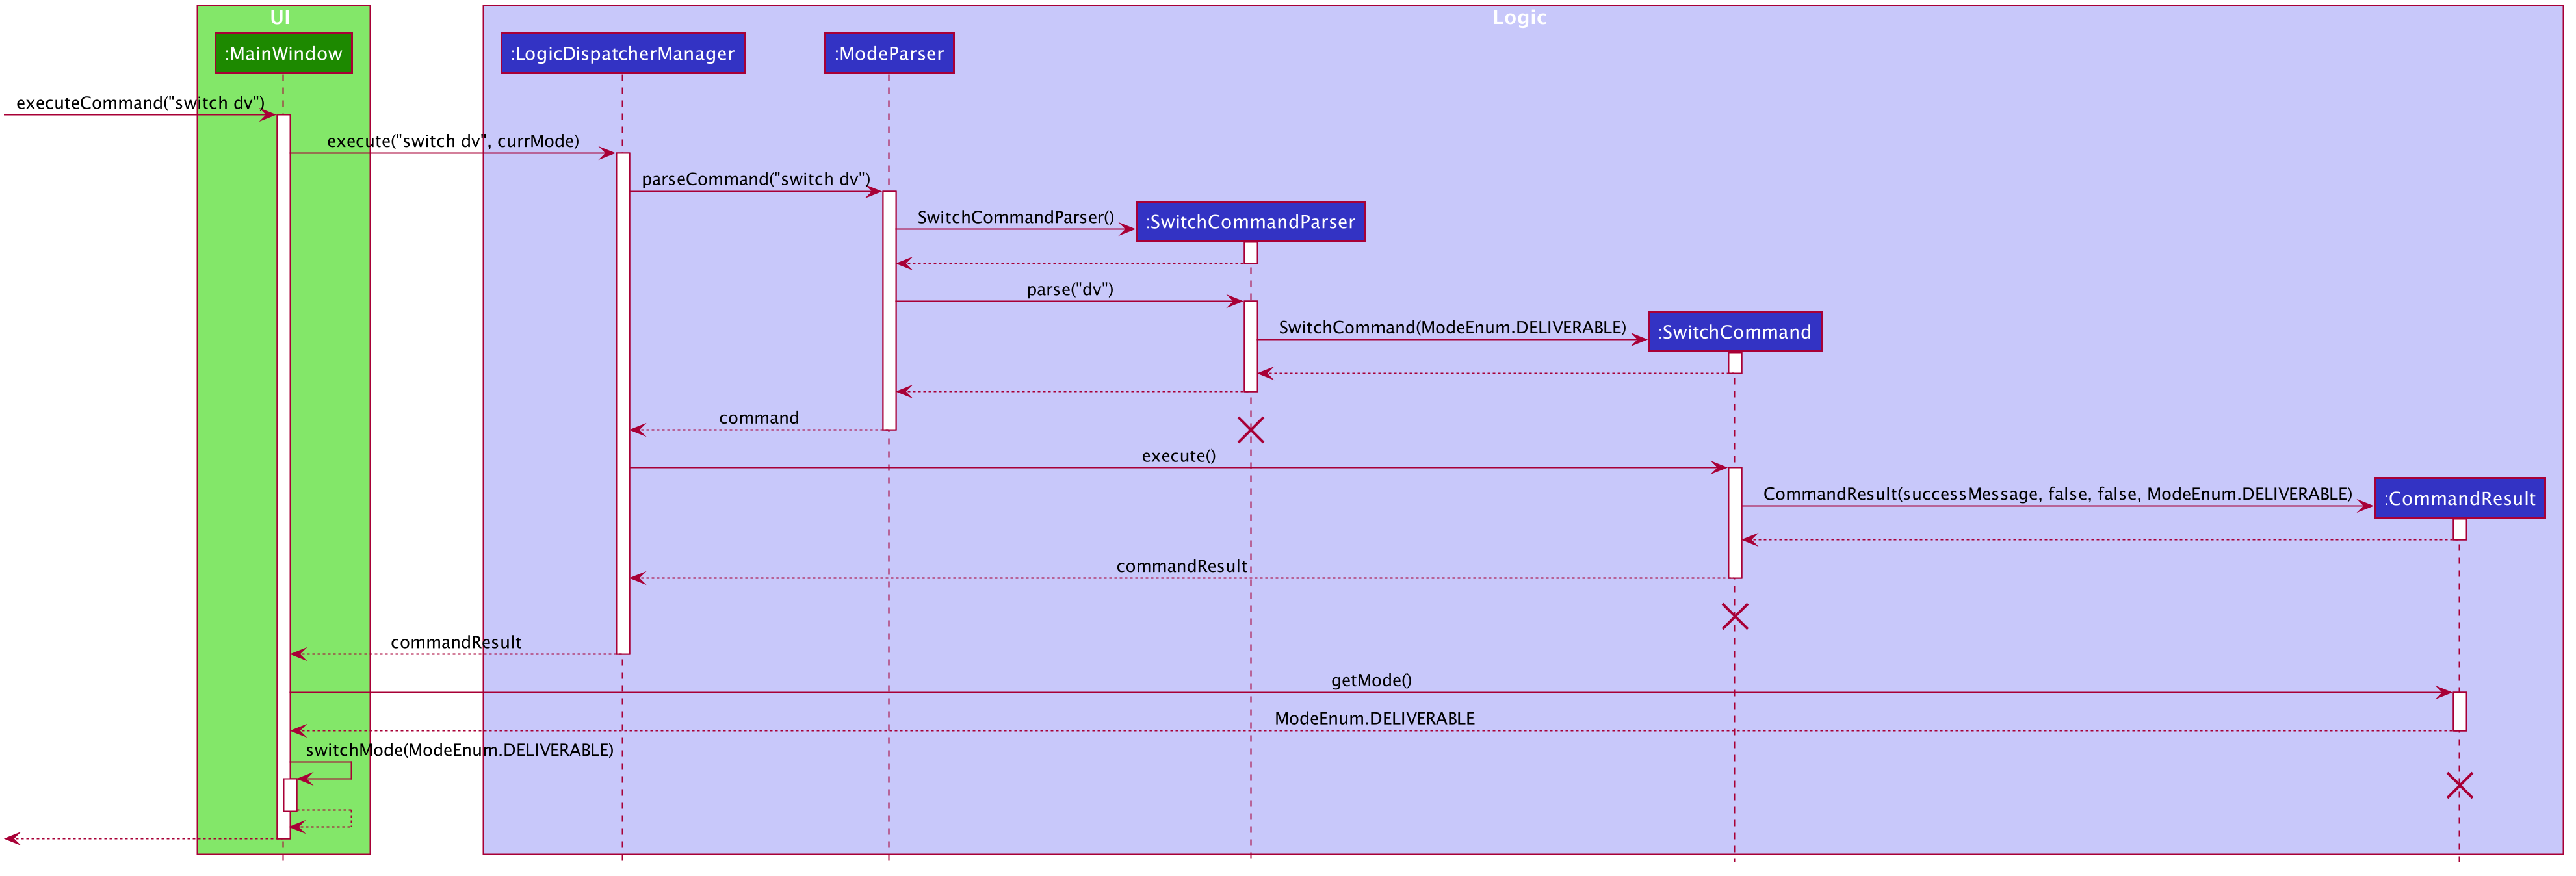 UI
Logic
:MainWindow
:LogicDispatcherManager
:ModeParser
executeCommand("switch dv")
execute("switch dv", currMode)
parseCommand("switch dv")
SwitchCommandParser()
:SwitchCommandParser
parse("dv")
SwitchCommand(ModeEnum.DELIVERABLE)
:SwitchCommand
command
execute()
CommandResult(successMessage, false, false, ModeEnum.DELIVERABLE)
:CommandResult
commandResult
commandResult
getMode()
ModeEnum.DELIVERABLE
switchMode(ModeEnum.DELIVERABLE)